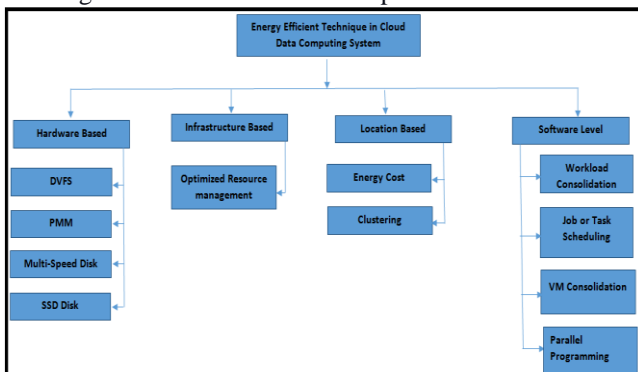 Energy Efficient Technique in Cloud
Data Computing System
Hardware Based
Infrastructure Based
Location Based
Software Level
DVFS
PMM
Multi-Speed Disk
SSD Disk
Optimized Resource
management
Energy Cost
Clustering
Workload
Consolidation
Job or Task
Scheduling
VM Consolidation
Parallel
Programming